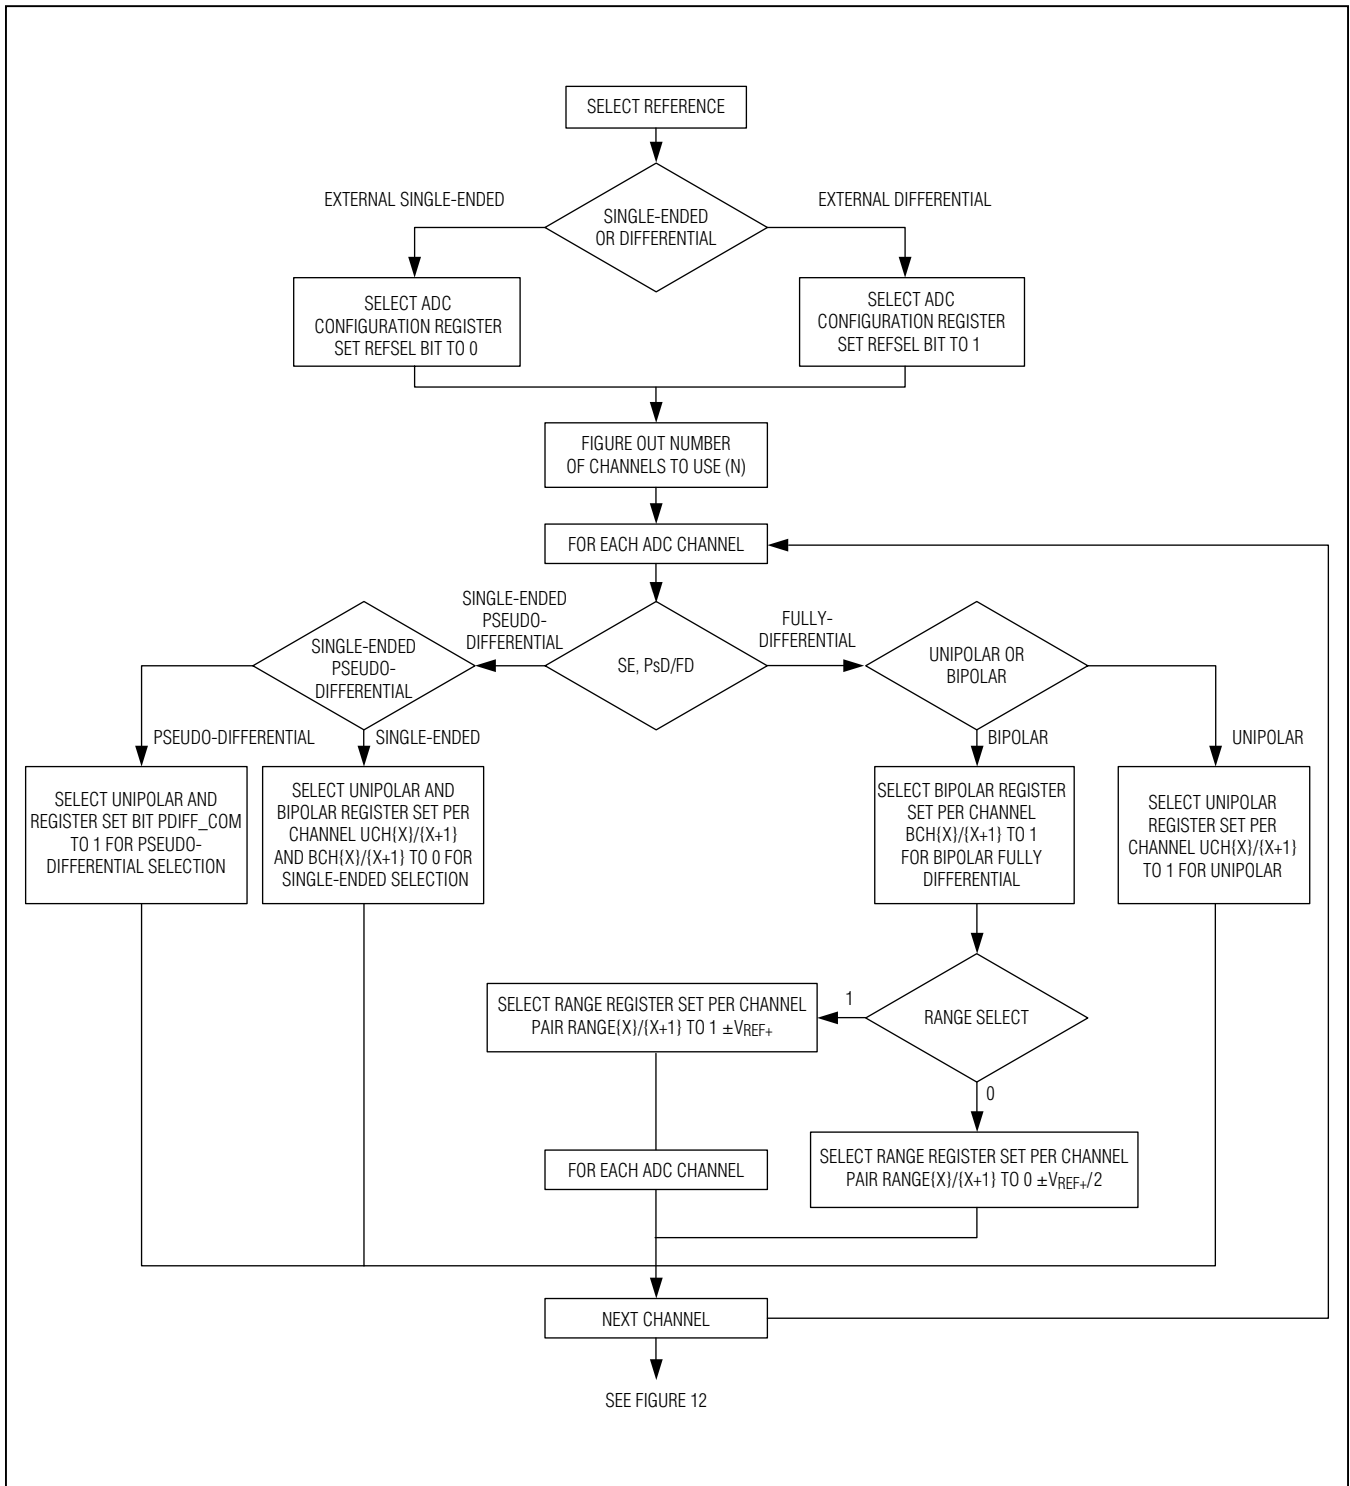 SELECT REFERENCE
EXTERNAL SINGLE-ENDED
EXTERNAL DIFFERENTIAL
SINGLE-ENDED
OR DIFFERENTIAL
SELECT ADC
CONFIGURATION REGISTER
SET REFSEL BIT TO 0
SELECT ADC
CONFIGURATION REGISTER
SET REFSEL BIT TO 1
FIGURE OUT NUMBER
OF CHANNELS TO USE (N)
FOR EACH ADC CHANNEL
SINGLE-ENDED
PSEUDO-
DIFFERENTIAL
FULLY-
DIFFERENTIAL
SINGLE-ENDED
PSEUDO-
DIFFERENTIAL
SE, PsD/FD
UNIPOLAR OR
BIPOLAR
PSEUDO-DIFFERENTIAL
SINGLE-ENDED
BIPOLAR
UNIPOLAR
SELECT UNIPOLAR AND
REGISTER SET BIT PDIFF_COM
TO 1 FOR PSEUDO-
DIFFERENTIAL SELECTION
SELECT UNIPOLAR AND
BIPOLAR REGISTER SET PER
CHANNEL UCH{X}/{X+1}
AND BCH{X}/{X+1} TO 0 FOR
SINGLE-ENDED SELECTION
SELECT BIPOLAR REGISTER
SET PER CHANNEL
BCH{X}/{X+1} TO 1
FOR BIPOLAR FULLY
DIFFERENTIAL
SELECT UNIPOLAR
REGISTER SET PER
CHANNEL UCH{X}/{X+1}
TO 1 FOR UNIPOLAR
SELECT RANGE REGISTER SET PER CHANNEL
PAIR RANGE{X}/{X+1} TO 1 ±VREF+
1
RANGE SELECT
0
FOR EACH ADC CHANNEL
SELECT RANGE REGISTER SET PER CHANNEL
PAIR RANGE{X}/{X+1} TO 0 ±VREF+/2
NEXT CHANNEL
SEE FIGURE 12